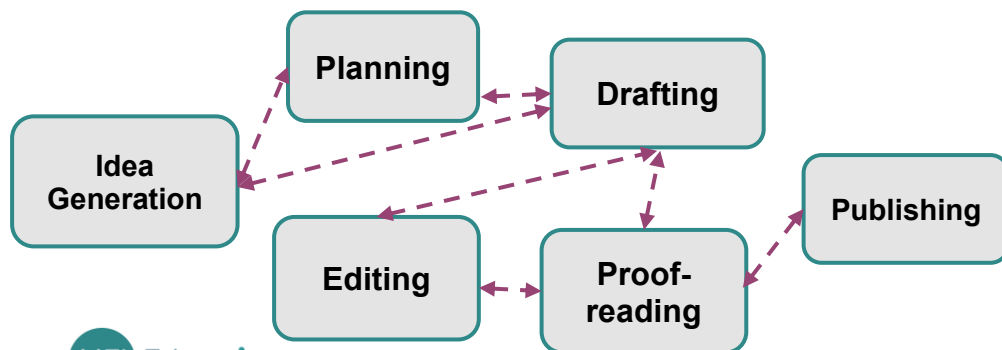 Planning
Drafting
Idea
Generation
Publishing
Editing
Proof-
reading